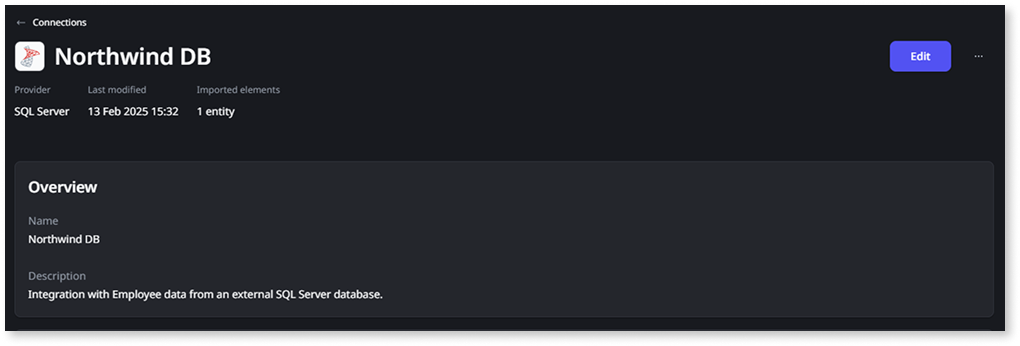 ← Connections
Northwind DB
Edit
...
Provider Last modified Imported elements
SQL Server 13 Feb 2025 15:32 1 entity
Overview
Name
Northwind DB
Description
Integration with Employee data from an external SQL Server database.